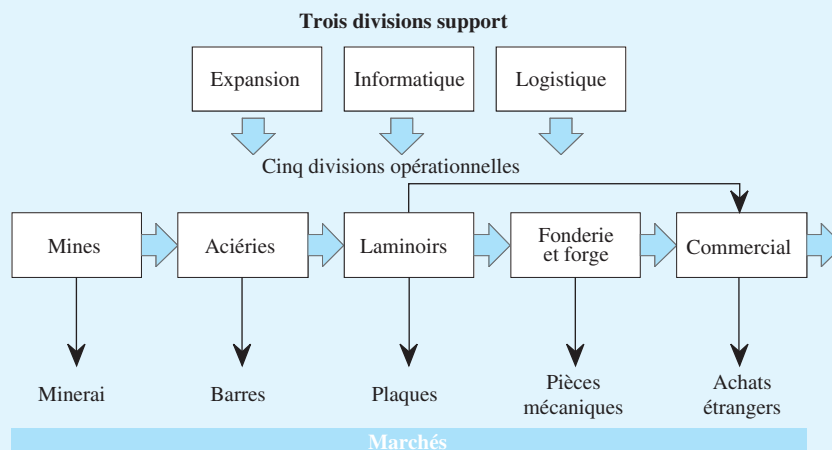 Trois divisions support
Expansion
Informatique
Logistique
Cinq divisions opérationnelles
Mines
Aciéries
Laminoirs
Fonderie
et forge
Commercial
Minerai
Barres
Plaques
Pièces
mécaniques
Achats
étrangers
Marchés